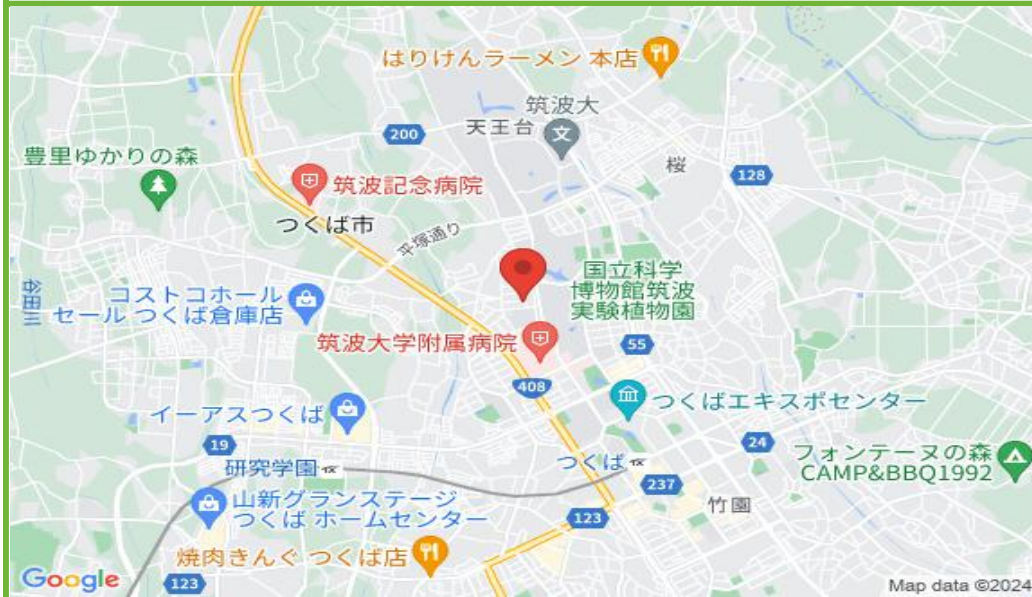 はりけんラーメン 本店
筑波大
天王台
200
桜
128
豊里ゆかりの森
筑波記念病院
つくば市
平塚通り
谷田川
コストコホール
セール つくば倉庫店
国立科学
博物館筑波
実験植物園
筑波大学附属病院
55
408
つくばエキスポセンター
イーアスつくば
19
24
研究学園
つくば
フォンテーヌの森
CAMP&BBQ1992
237
山新グランステージ
つくば ホームセンター
竹園
123
焼肉きんぐ つくば店
Google
123
Map data ©2024